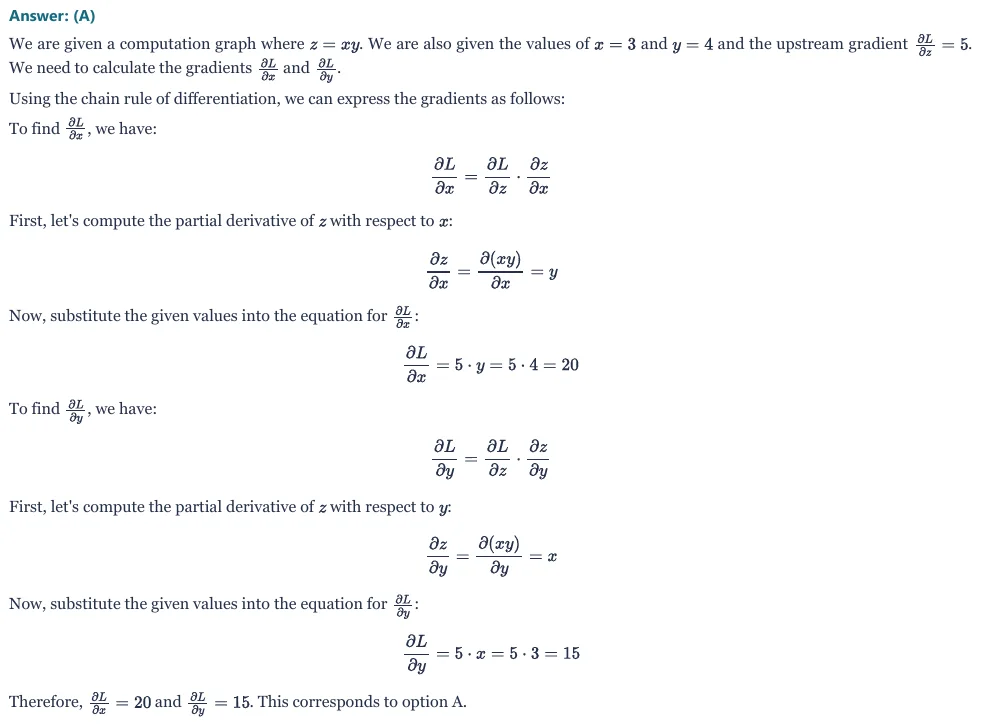 Answer: (A)
We are given a computation graph where z = xy. We are also given the values of x = 3 and y = 4 and the upstream gradient ∂L/∂z = 5.
We need to calculate the gradients ∂L/∂x and ∂L/∂y.
Using the chain rule of differentiation, we can express the gradients as follows:
To find ∂L/∂x, we have:
∂L/∂x = ∂L/∂z · ∂z/∂x
First, let's compute the partial derivative of z with respect to x:
∂z/∂x = ∂(xy)/∂x = y
Now, substitute the given values into the equation for ∂L/∂x:
∂L/∂x = 5 · y = 5 · 4 = 20
To find ∂L/∂y, we have:
∂L/∂y = ∂L/∂z · ∂z/∂y
First, let's compute the partial derivative of z with respect to y:
∂z/∂y = ∂(xy)/∂y = x
Now, substitute the given values into the equation for ∂L/∂y:
∂L/∂y = 5 · x = 5 · 3 = 15
Therefore, ∂L/∂x = 20 and ∂L/∂y = 15. This corresponds to option A.